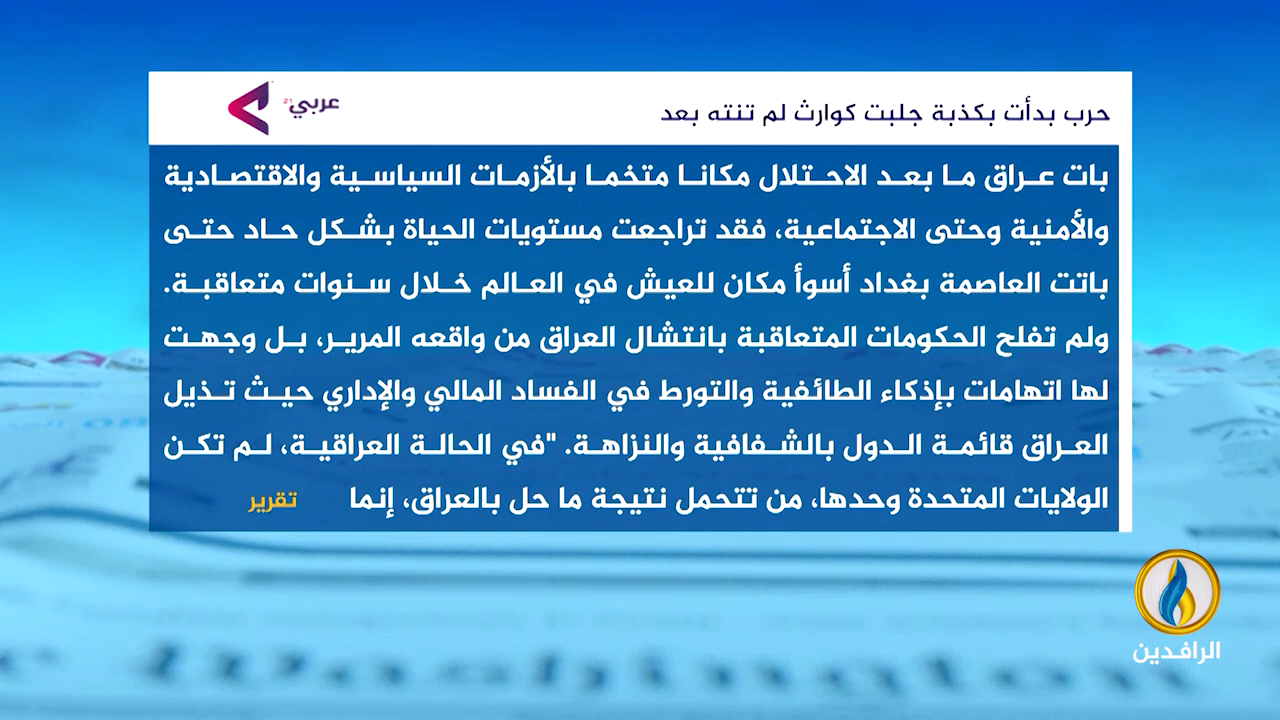 عربي21
حرب بدأت بكذبة جلبت كوارث لم تنته بعد
بات عراق ما بعد الاحتلال مكانا متخما بالأزمات السياسية والاقتصادية
والأمنية وحتى الاجتماعية، فقد تراجعت مستويات الحياة بشكل حاد حتى
باتت العاصمة بغداد أسوأ مكان للعيش في العالم خلال سنوات متعاقبة.
ولم تفلح الحكومات المتعاقبة بانتشال العراق من واقعه المرير، بل وجهت
لها اتهامات بإذكاء الطائفية والتورط في الفساد المالي والإداري حيث تذيل
العراق قائمة الدول بالشفافية والنزاهة. "في الحالة العراقية، لم تكن
الولايات المتحدة وحدها، من تتحمل نتيجة ما حل بالعراق، إنما
تقرير
الرافدين